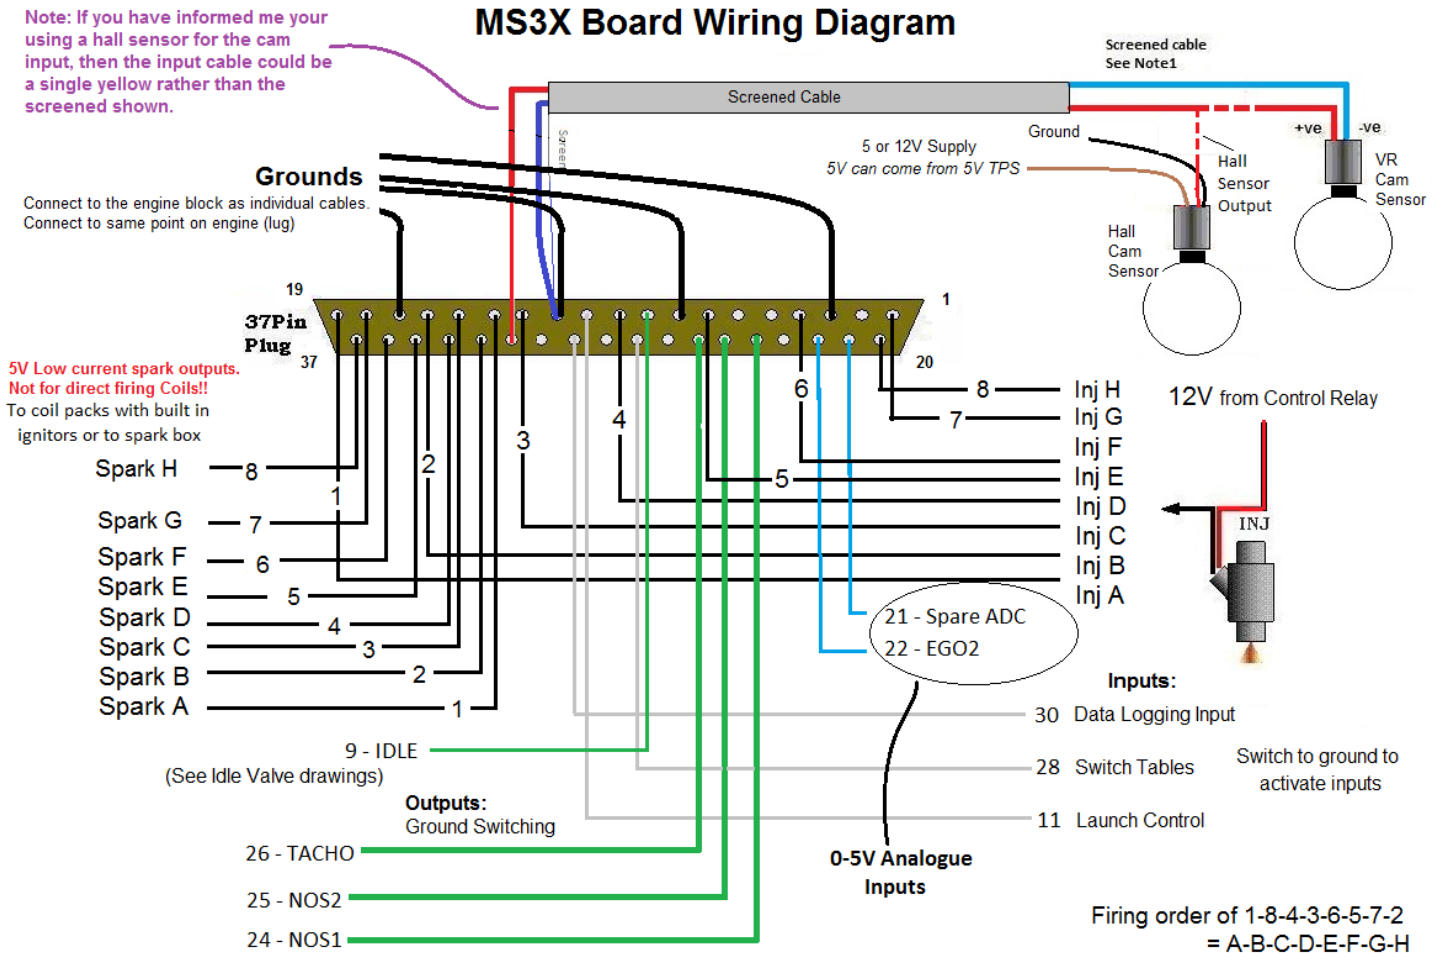 MS3X Board Wiring Diagram
Note: If you have informed me your
using a hall sensor for the cam
input, then the input cable could be
a single yellow rather than the
screened shown.
Screened cable
See Note1
Screened Cable
Screen
Ground
+ve
-ve
5 or 12V Supply
5V can come from 5V TPS
Hall
Sensor
Output
VR
Cam
Sensor
Hall
Cam
Sensor
Grounds
Connect to the engine block as individual cables.
Connect to same point on engine (lug)
19
1
37Pin
Plug
37
20
5V Low current spark outputs.
Not for direct firing Coils!!
To coil packs with built in
ignitors or to spark box
Spark H
8
Spark G
7
Spark F
6
Spark E
5
Spark D
4
Spark C
3
Spark B
2
Spark A
1
1
2
3
4
5
6
7
8
Inj H
Inj G
Inj F
Inj E
Inj D
Inj C
Inj B
Inj A
12V from Control Relay
INJ
21 - Spare ADC
22 - EGO2
Inputs:
30 Data Logging Input
28 Switch Tables
11 Launch Control
Switch to ground to
activate inputs
9 - IDLE
(See Idle Valve drawings)
Outputs:
Ground Switching
26 - TACHO
25 - NOS2
24 - NOS1
0-5V Analogue
Inputs
Firing order of 1-8-4-3-6-5-7-2
= A-B-C-D-E-F-G-H